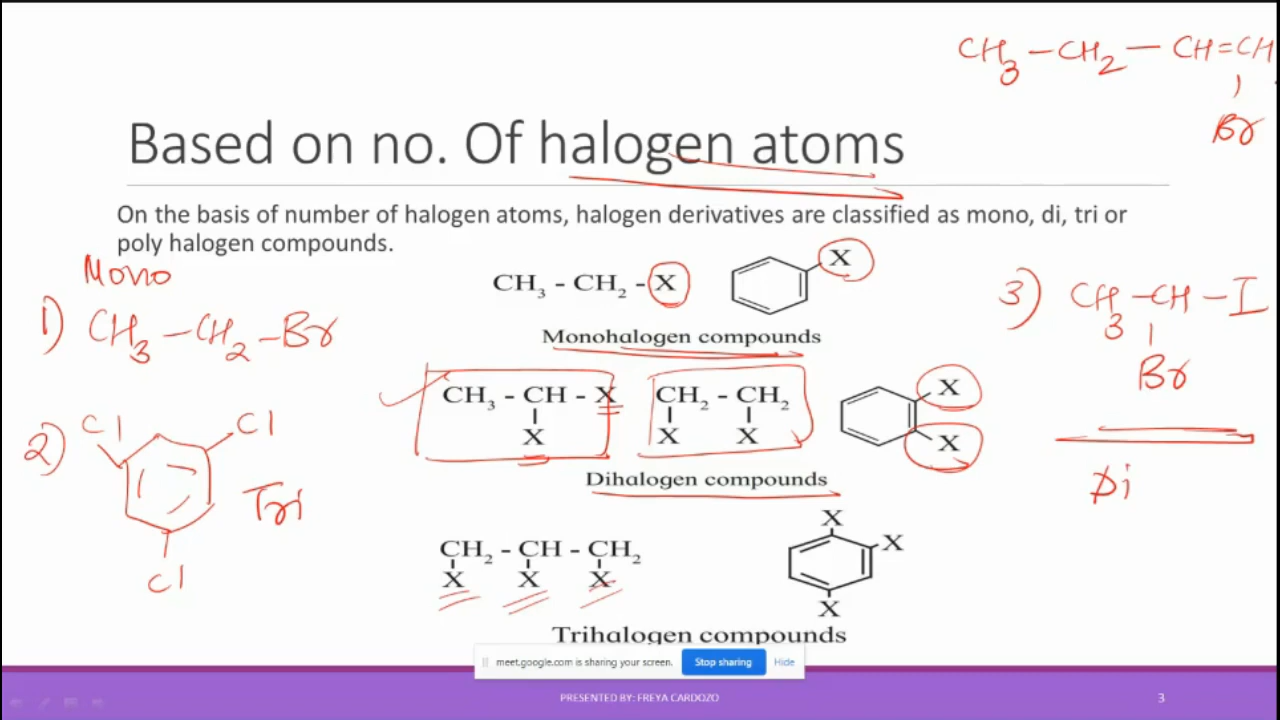 CH3 - CH2 - CH = CH
Br
Based on no. Of halogen atoms
On the basis of number of halogen atoms, halogen derivatives are classified as mono, di, tri or
poly halogen compounds.
Mono
1) CH3 - CH2 - Br
CH3 - CH2 - X
X
Monohalogen compounds
3) CH3 - CH - I
Br
Di
CH3 - CH - X
X
CH2 - CH2
X X
X
X
Dihalogen compounds
2) Cl Cl
Cl
Tri
CH2 - CH - CH2
X X X
X
X
X
Trihalogen compounds
meet.google.com is sharing your screen. Stop sharing Hide
PRESENTED BY: FREYA CARDOZO 3